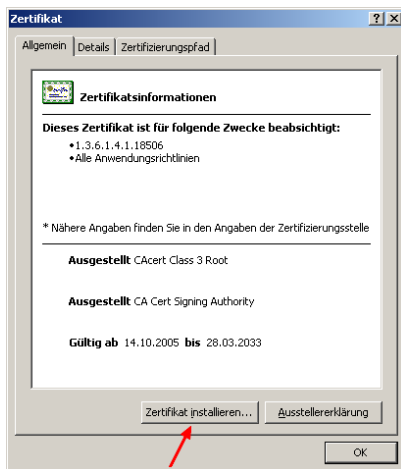 Zertifikat
Allgemein Details Zertifizierungspfad
Zertifikatsinformationen
Dieses Zertifikat ist für folgende Zwecke beabsichtigt:
•1.3.6.1.4.1.18506
•Alle Anwendungsrichtlinien
* Nähere Angaben finden Sie in den Angaben der Zertifizierungsstelle
Ausgestellt CAcert Class 3 Root
Ausgestellt CA Cert Signing Authority
Gültig ab 14.10.2005 bis 28.03.2033
Zertifikat installieren... Ausstellererklärung
OK